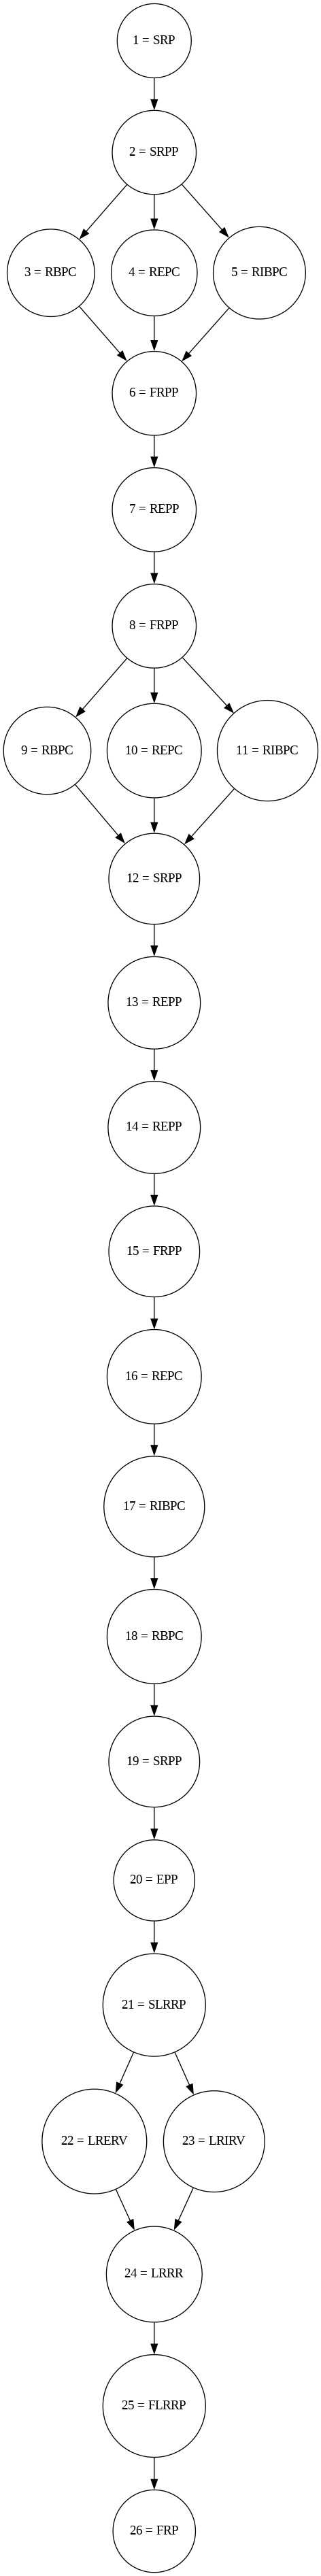 1 = SRP
2 = SRPP
3 = RBPC
4 = REPC
5 = RIBPC
6 = FRPP
7 = REPP
8 = FRPP
9 = RBPC
10 = REPC
11 = RIBPC
12 = SRPP
13 = REPP
14 = REPP
15 = FRPP
16 = REPC
17 = RIBPC
18 = RBPC
19 = SRPP
20 = EPP
21 = SLRRP
22 = LRERV
23 = LRIRV
24 = LRRR
25 = FLRRP
26 = FRP